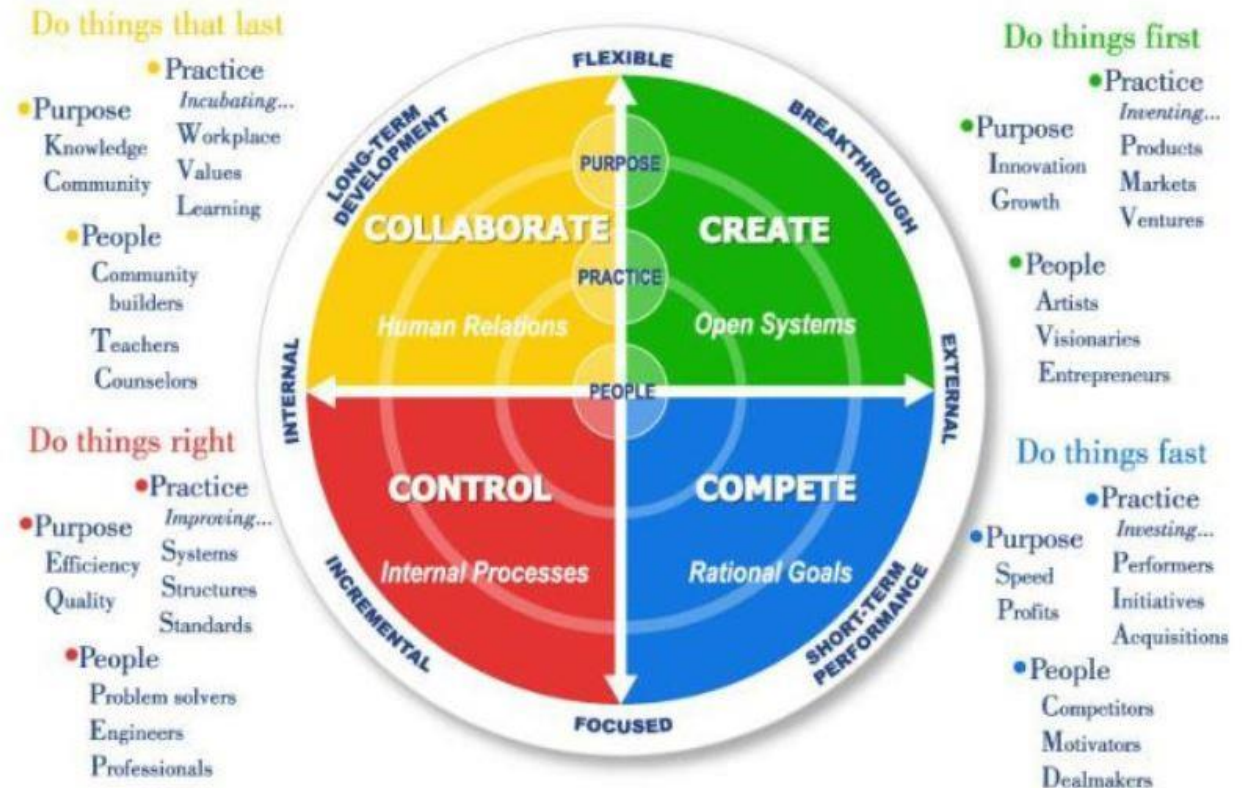 Do things that last
Practice
Incubating...
Workplace
Values
Learning
Purpose
Knowledge
Community
People
Community
builders
Teachers
Counselors
Do things right
Practice
Improving...
Systems
Structures
Standards
Purpose
Efficiency
Quality
People
Problem solvers
Engineers
Professionals
FLEXIBLE
LONG-TERM
DEVELOPMENT
BREAKTHROUGH
INTERNAL
EXTERNAL
INCREMENTAL
SHORT-TERM
PERFORMANCE
FOCUSED
PURPOSE
PRACTICE
PEOPLE
COLLABORATE
Human Relations
CREATE
Open Systems
CONTROL
Internal Processes
COMPETE
Rational Goals
Do things first
Practice
Inventing...
Products
Markets
Ventures
Purpose
Innovation
Growth
People
Artists
Visionaries
Entrepreneurs
Do things fast
Practice
Investing...
Performers
Initiatives
Acquisitions
Purpose
Speed
Profits
People
Competitors
Motivators
Dealmakers